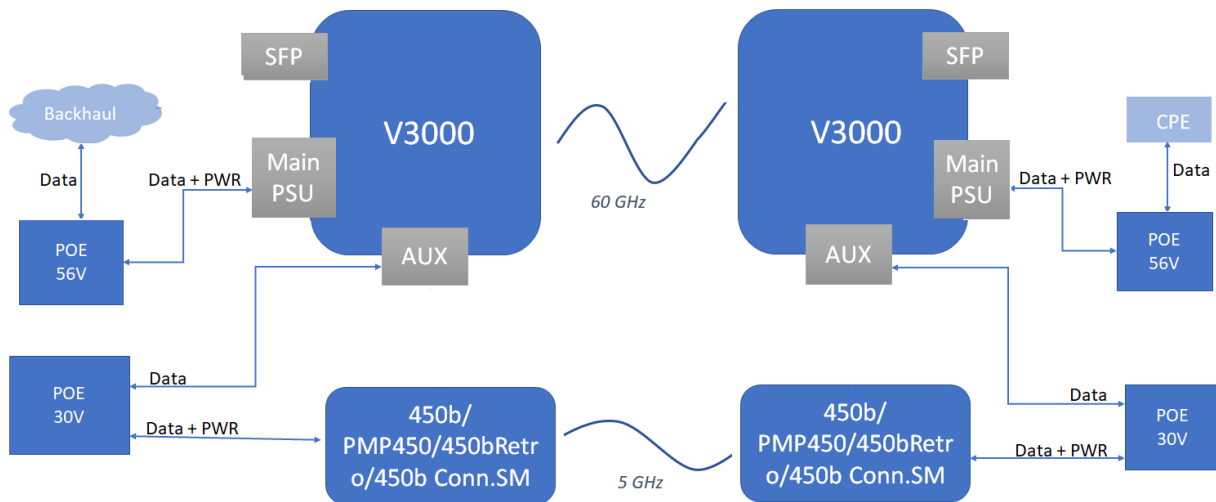 SFP
V3000
Main
PSU
AUX
Backhaul
Data
Data + PWR
POE
56V
60 GHz
V3000
SFP
Main
PSU
AUX
CPE
Data
Data + PWR
POE
56V
POE
30V
Data
Data + PWR
450b/
PMP450/450bRetr
o/450b Conn.SM
5 GHz
450b/
PMP450/450bRetr
o/450b Conn.SM
Data
Data + PWR
POE
30V